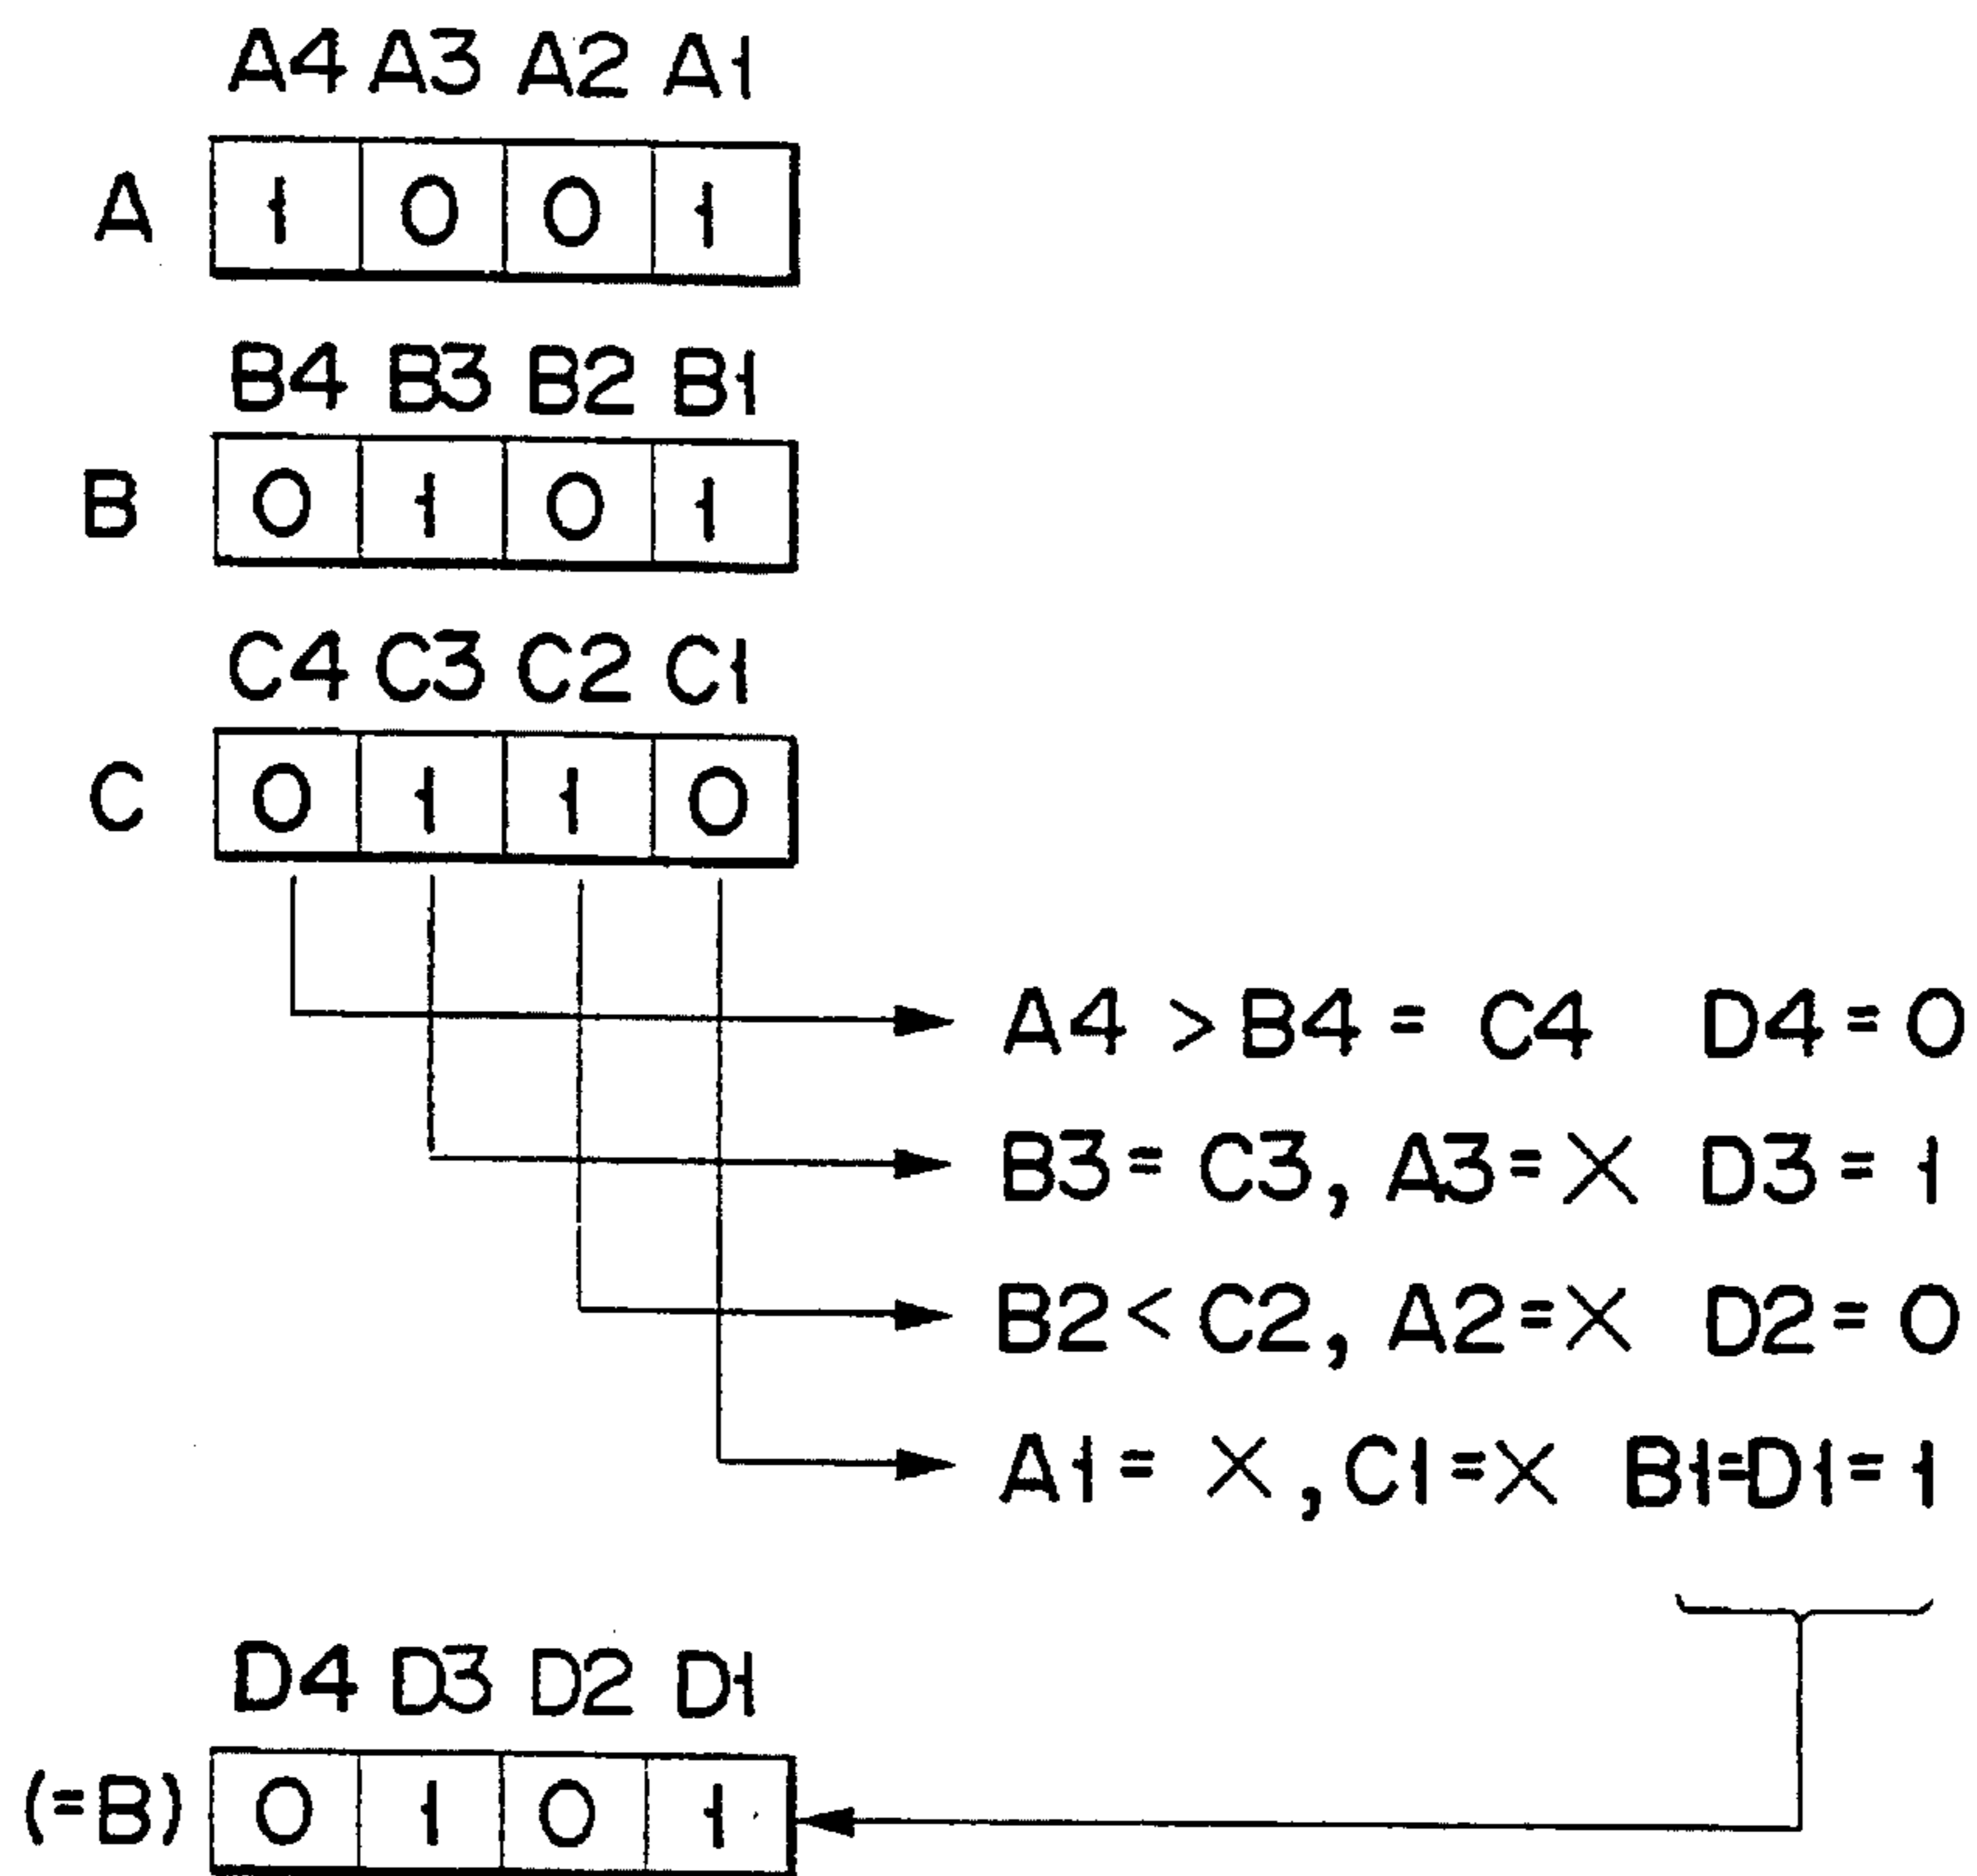 A4 A3 A2 A1
A 1 0 0 1
B4 B3 B2 B1
B 0 1 0 1
C4 C3 C2 C1
C 0 1 1 0
A4 > B4 = C4 D4 = 0
B3 = C3, A3 = X D3 = 1
B2 < C2, A2 = X D2 = 0
A1 = X, C1 = X B1 = D1 = 1
D4 D3 D2 D1
(=B) 0 1 0 1